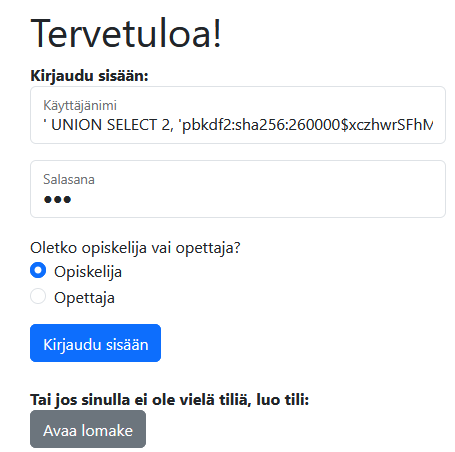 Tervetuloa!
Kirjaudu sisään:
Käyttäjänimi
' UNION SELECT 2, 'pbkdf2:sha256:260000$xczhwrSFhM
Salasana
●●●
Oletko opiskelija vai opettaja?
Opiskelija
Opettaja
Kirjaudu sisään
Tai jos sinulla ei ole vielä tiliä, luo tili:
Avaa lomake